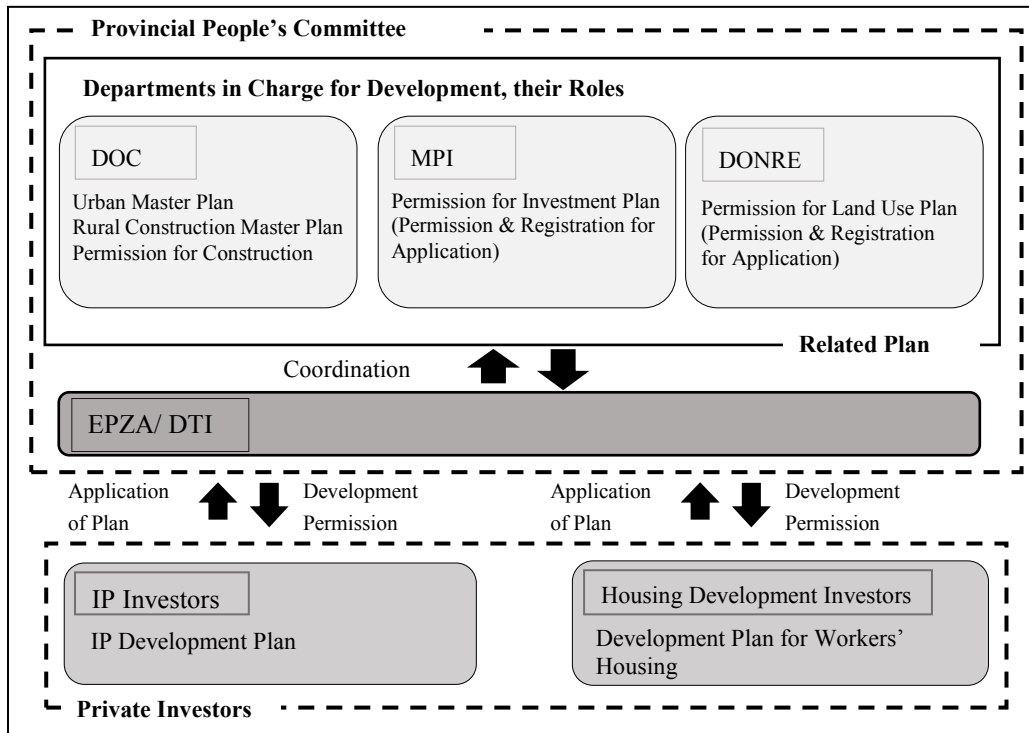 Provincial People's Committee
Departments in Charge for Development, their Roles
DOC
Urban Master Plan
Rural Construction Master Plan
Permission for Construction
MPI
Permission for Investment Plan
(Permission & Registration for
Application)
DONRE
Permission for Land Use Plan
(Permission & Registration
for Application)
Related Plan
Coordination
EPZA/ DTI
Application
of Plan
Development
Permission
Application
of Plan
Development
Permission
IP Investors
IP Development Plan
Housing Development Investors
Development Plan for Workers'
Housing
Private Investors